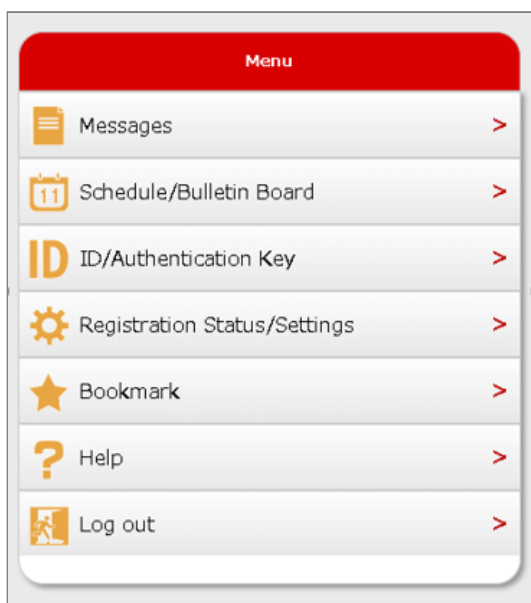 Menu
Messages >
11
Schedule/Bulletin Board >
ID
ID/Authentication Key >
Registration Status/Settings >
Bookmark >
?
Help >
Log out >